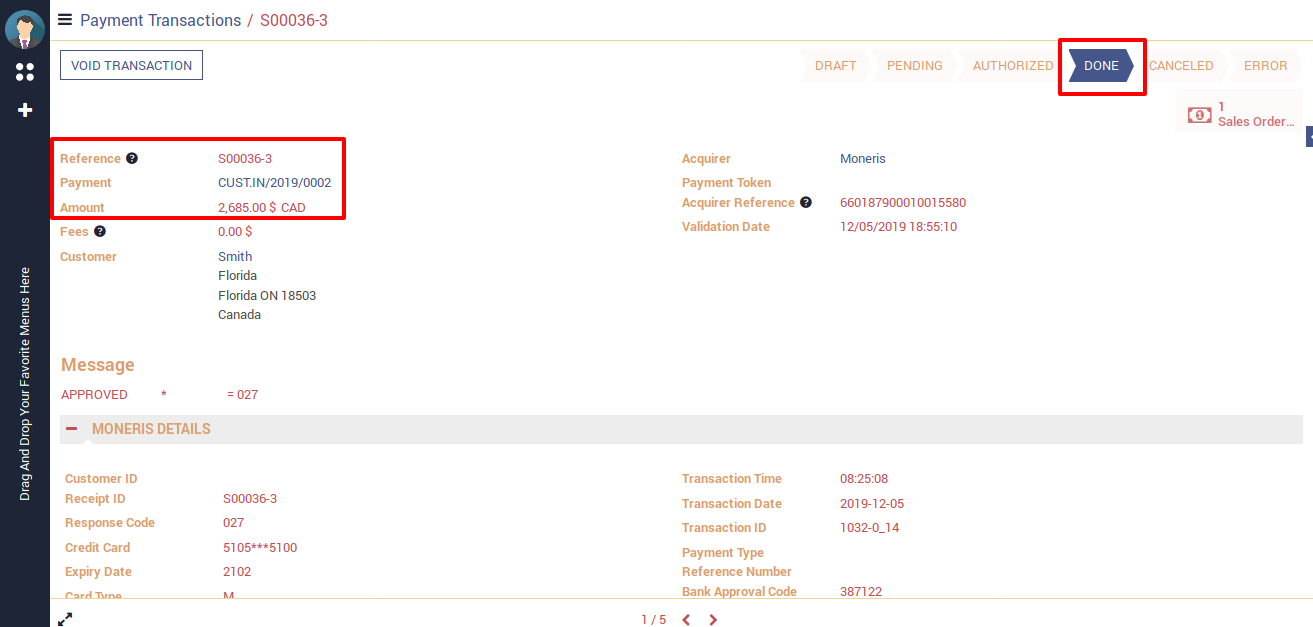 Payment Transactions / S00036-3
VOID TRANSACTION
DRAFT
PENDING
AUTHORIZED
DONE
CANCELED
ERROR
1
Sales Order...
Reference ? S00036-3
Payment CUST.IN/2019/0002
Amount 2,685.00 $ CAD
Fees ? 0.00 $
Customer Smith
Florida
Florida ON 18503
Canada
Acquirer Moneris
Payment Token
Acquirer Reference ? 660187900010015580
Validation Date 12/05/2019 18:55:10
Message
APPROVED * = 027
MONERIS DETAILS
Customer ID
Receipt ID S00036-3
Response Code 027
Credit Card 5105***5100
Expiry Date 2102
Card Type M
Transaction Time 08:25:08
Transaction Date 2019-12-05
Transaction ID 1032-0_14
Payment Type
Reference Number
Bank Approval Code 387122
1 / 5
Drag And Drop Your Favorite Menus Here